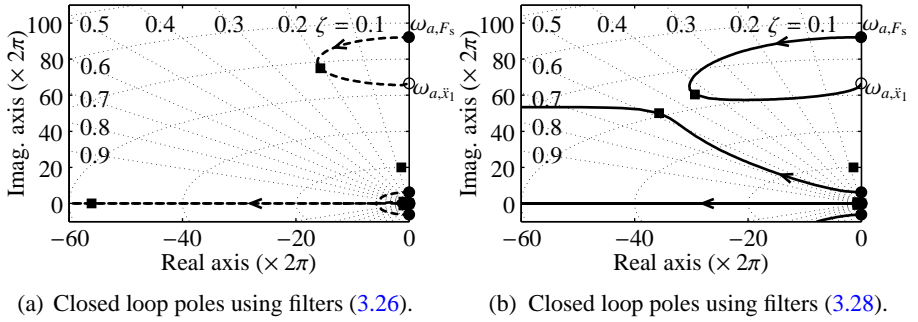 0.5 0.4 0.3 0.2 ζ = 0.1 ω_{a,F_s}
0.6
0.7
0.8
0.9
ω_{a,ẍ_1}
100
80
60
40
20
0
−60 −40 −20 0
Imag. axis (× 2π)
Real axis (× 2π)
(a) Closed loop poles using filters (3.26).
0.5 0.4 0.3 0.2 ζ = 0.1 ω_{a,F_s}
0.6
0.7
0.8
0.9
ω_{a,ẍ_1}
100
80
60
40
20
0
−60 −40 −20 0
Imag. axis (× 2π)
Real axis (× 2π)
(b) Closed loop poles using filters (3.28).